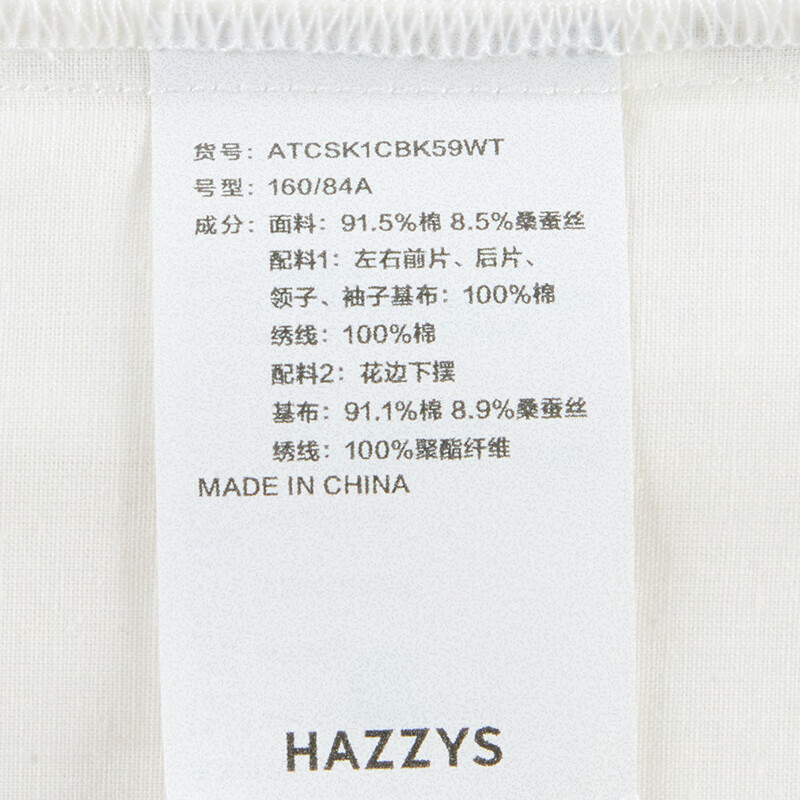 货号：ATCSK1CBK59WT
号型：160/84A
成分：面料：91.5%棉 8.5%桑蚕丝
配料1：左右前片、后片、
领子、袖子基布：100%棉
绣线：100%棉
配料2：花边下摆
基布：91.1%棉 8.9%桑蚕丝
绣线：100%聚酯纤维
MADE IN CHINA
HAZZYS